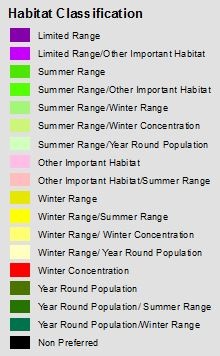 Habitat Classification
Limited Range
Limited Range/Other Important Habitat
Summer Range
Summer Range/Other Important Habitat
Summer Range/Winter Range
Summer Range/Winter Concentration
Summer Range/Year Round Population
Other Important Habitat
Other Important Habitat/Summer Range
Winter Range
Winter Range/Summer Range
Winter Range/ Winter Concentration
Winter Range/ Year Round Population
Winter Concentration
Year Round Population
Year Round Population/ Summer Range
Year Round Population/Winter Range
Non Preferred